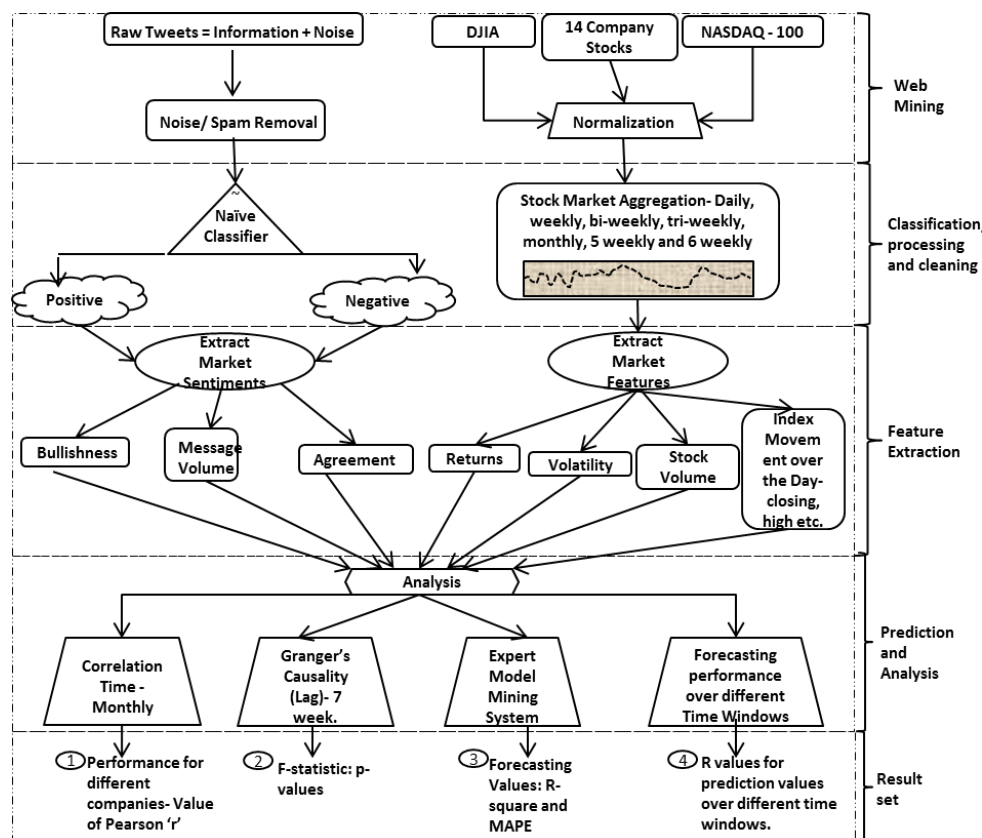 Raw Tweets = Information + Noise
DJIA
14 Company
Stocks
NASDAQ - 100
Noise/ Spam Removal
Normalization
Web
Mining
~
Naïve
Classifier
Positive
Negative
Stock Market Aggregation- Daily,
weekly, bi-weekly, tri-weekly,
monthly, 5 weekly and 6 weekly
Classification,
processing
and cleaning
Extract
Market
Sentiments
Extract
Market
Features
Bullishness
Message
Volume
Agreement
Returns
Volatility
Stock
Volume
Index
Movem
ent over
the Day-
closing,
high etc.
Feature
Extraction
Analysis
Correlation
Time -
Monthly
Granger's
Causality
(Lag)- 7
week.
Expert
Model
Mining
System
Forecasting
performance
over different
Time Windows
Prediction
and
Analysis
1 Performance for
different
companies- Value
of Pearson 'r'
2 F-statistic: p-
values
3 Forecasting
Values: R-
square and
MAPE
4 R values for
prediction values
over different time
windows.
Result
set